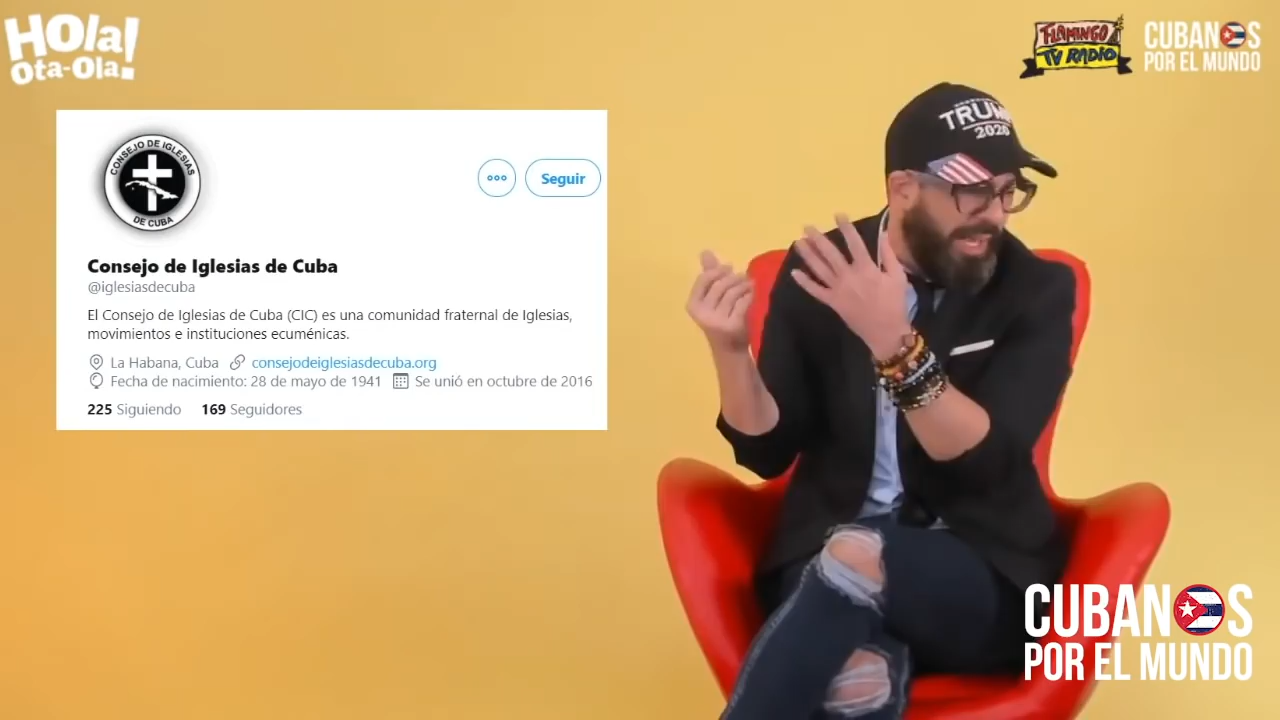 HOla!
Ota-Ola!
FLAMINGO
TV RADIO
CUBANOS
POR EL MUNDO
TRUMP
2020
CONSEJO DE IGLESIAS
DE CUBA
Seguir
Consejo de Iglesias de Cuba
@iglesiasdecuba
El Consejo de Iglesias de Cuba (CIC) es una comunidad fraternal de Iglesias,
movimientos e instituciones ecuménicas.
La Habana, Cuba consejodeiglesiasdecuba.org
Fecha de nacimiento: 28 de mayo de 1941 Se unió en octubre de 2016
225 Siguiendo 169 Seguidores
CUBANOS
POR EL MUNDO